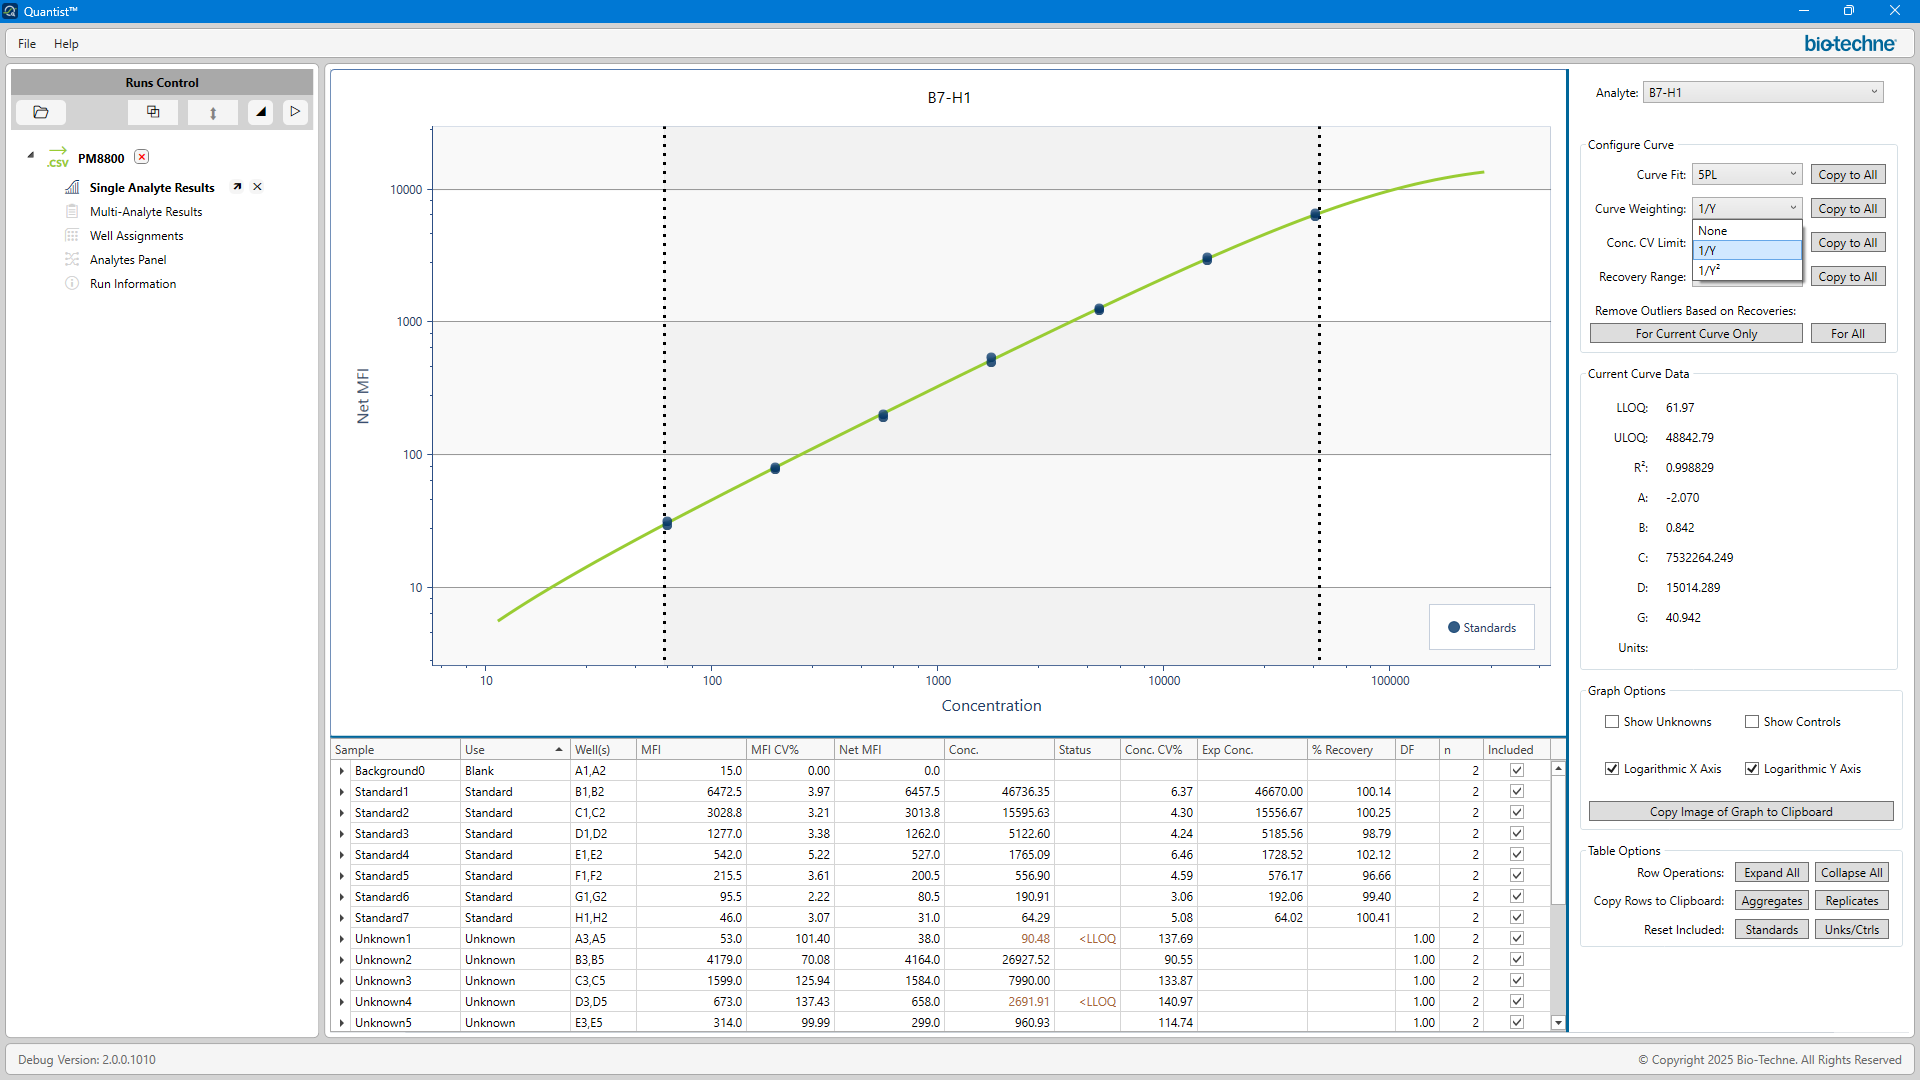 Quantist™
File Help
bio-techne
Runs Control
.csv PM8800
Single Analyte Results
Multi-Analyte Results
Well Assignments
Analytes Panel
Run Information
B7-H1
Net MFI
10000
1000
100
10
Standards
10 100 1000 10000 100000
Concentration
Sample Use Well(s) MFI MFI CV% Net MFI Conc. Status Conc. CV% Exp Conc. % Recovery DF n Included
Background0 Blank A1,A2 15.0 0.00 0.0 2
Standard1 Standard B1,B2 6472.5 3.97 6457.5 46736.35 6.37 46670.00 100.14 2
Standard2 Standard C1,C2 3028.8 3.21 3013.8 15595.63 4.30 15556.67 100.25 2
Standard3 Standard D1,D2 1277.0 3.38 1262.0 5122.60 4.24 5185.56 98.79 2
Standard4 Standard E1,E2 542.0 5.22 527.0 1765.09 6.46 1728.52 102.12 2
Standard5 Standard F1,F2 215.5 3.61 200.5 556.90 4.59 576.17 96.66 2
Standard6 Standard G1,G2 95.5 2.22 80.5 190.91 3.06 192.06 99.40 2
Standard7 Standard H1,H2 46.0 3.07 31.0 64.29 5.08 64.02 100.41 2
Unknown1 Unknown A3,A5 53.0 101.40 38.0 90.48 <LLOQ 137.69 1.00 2
Unknown2 Unknown B3,B5 4179.0 70.08 4164.0 26927.52 90.55 1.00 2
Unknown3 Unknown C3,C5 1599.0 125.94 1584.0 7990.00 133.87 1.00 2
Unknown4 Unknown D3,D5 673.0 137.43 658.0 2691.91 <LLOQ 140.97 1.00 2
Unknown5 Unknown E3,E5 314.0 99.99 299.0 960.93 114.74 1.00 2
Analyte: B7-H1
Configure Curve
Curve Fit: 5PL Copy to All
Curve Weighting: 1/Y Copy to All
None
1/Y
1/Y²
Conc. CV Limit: Copy to All
Recovery Range: Copy to All
Remove Outliers Based on Recoveries:
For Current Curve Only For All
Current Curve Data
LLOQ: 61.97
ULOQ: 48842.79
R²: 0.998829
A: -2.070
B: 0.842
C: 7532264.249
D: 15014.289
G: 40.942
Units:
Graph Options
Show Unknowns Show Controls
Logarithmic X Axis Logarithmic Y Axis
Copy Image of Graph to Clipboard
Table Options
Row Operations: Expand All Collapse All
Copy Rows to Clipboard: Aggregates Replicates
Reset Included: Standards Unks/Ctrls
Debug Version: 2.0.0.1010
© Copyright 2025 Bio-Techne. All Rights Reserved